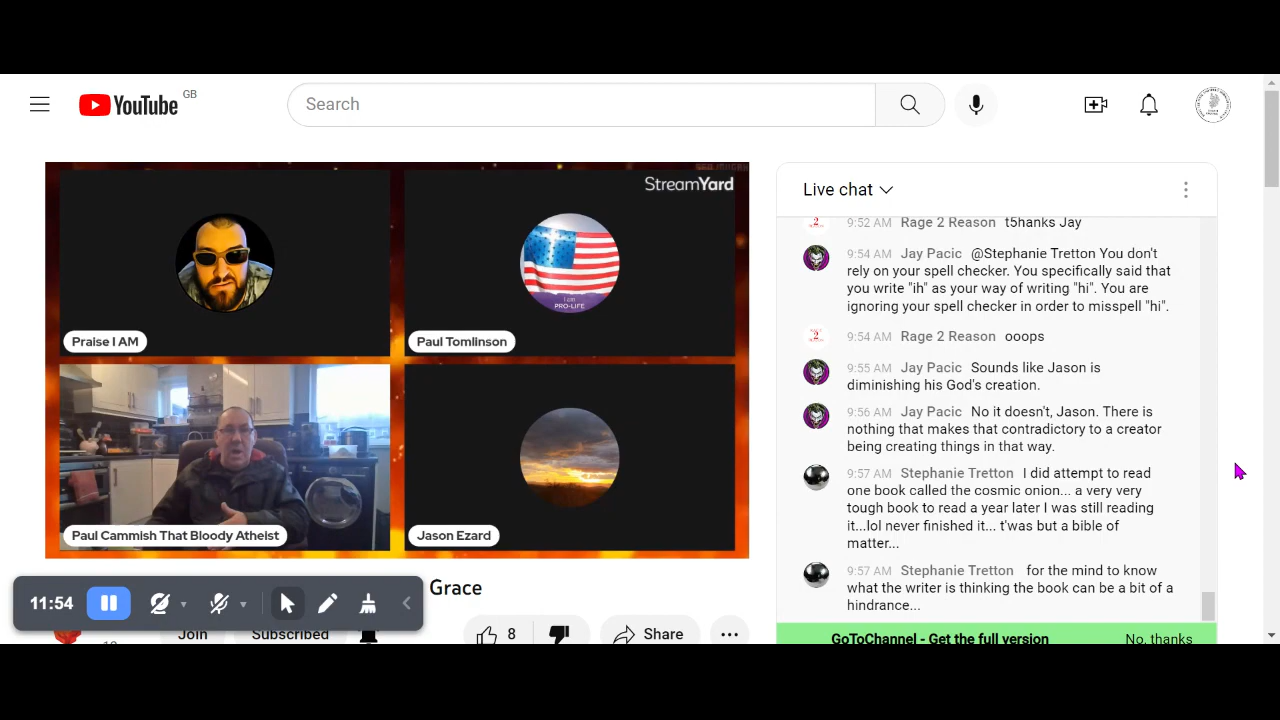 YouTube GB
Search
StreamYard
I am
PRO-LIFE
Praise I AM
Paul Tomlinson
Paul Cammish That Bloody Atheist
Jason Ezard
11:54
Grace
Join
Subscribed
8
Share
Live chat
9:52 AM Rage 2 Reason t5hanks Jay
9:54 AM Jay Pacic @Stephanie Tretton You don't
rely on your spell checker. You specifically said that
you write "ih" as your way of writing "hi". You are
ignoring your spell checker in order to misspell "hi".
9:54 AM Rage 2 Reason ooops
9:55 AM Jay Pacic Sounds like Jason is
diminishing his God's creation.
9:56 AM Jay Pacic No it doesn't, Jason. There is
nothing that makes that contradictory to a creator
being creating things in that way.
9:57 AM Stephanie Tretton I did attempt to read
one book called the cosmic onion... a very very
tough book to read a year later I was still reading
it...lol never finished it... t'was but a bible of
matter...
9:57 AM Stephanie Tretton for the mind to know
what the writer is thinking the book can be a bit of a
hindrance...
GoToChannel - Get the full version
No, thanks